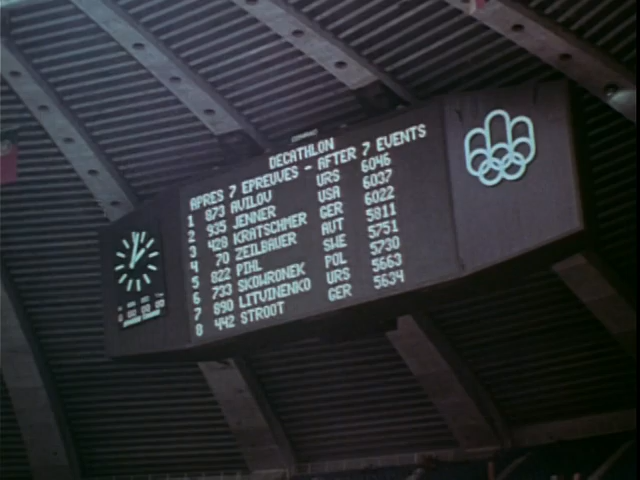 DECATHLON
APRES 7 EPREUVES - AFTER 7 EVENTS
1 873 AVILOV URS 6046
2 935 JENNER USA 6037
3 428 KRATSCHMER GER 6022
4 70 ZEILBAUER AUT 5811
5 822 PIHL SWE 5751
6 733 SKOWRONEK POL 5730
7 890 LITVINENKO URS 5663
8 442 STROOT GER 5634